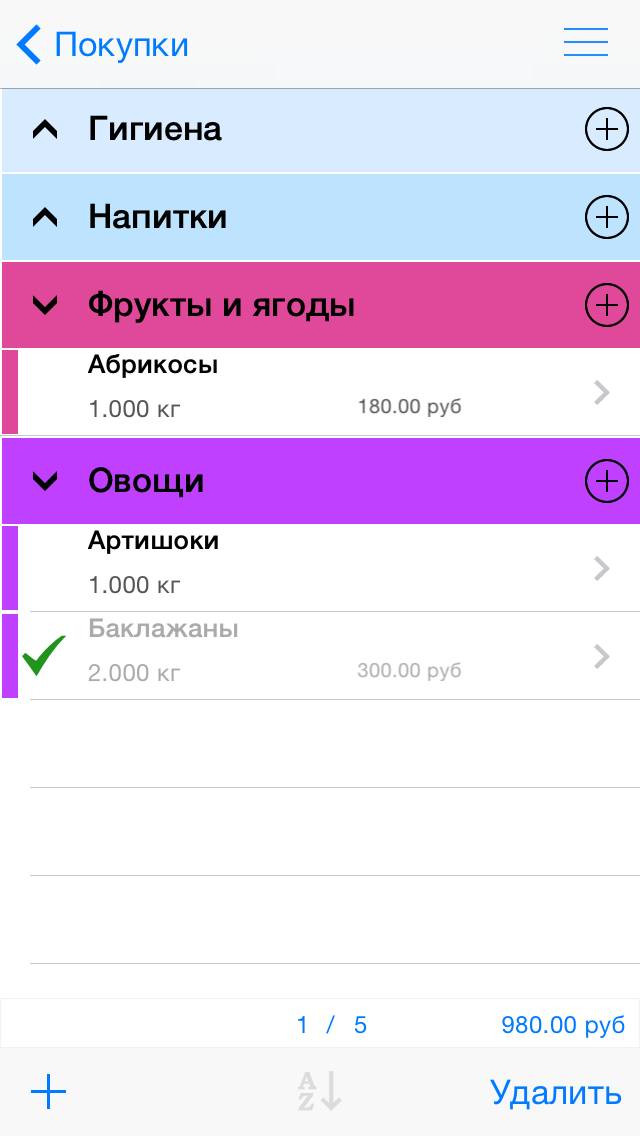 Покупки
Гигиена
Напитки
Фрукты и ягоды
Абрикосы
1.000 кг 180.00 руб
Овощи
Артишоки
1.000 кг
Баклажаны
2.000 кг 300.00 руб
1 / 5 980.00 руб
A
Z
Удалить